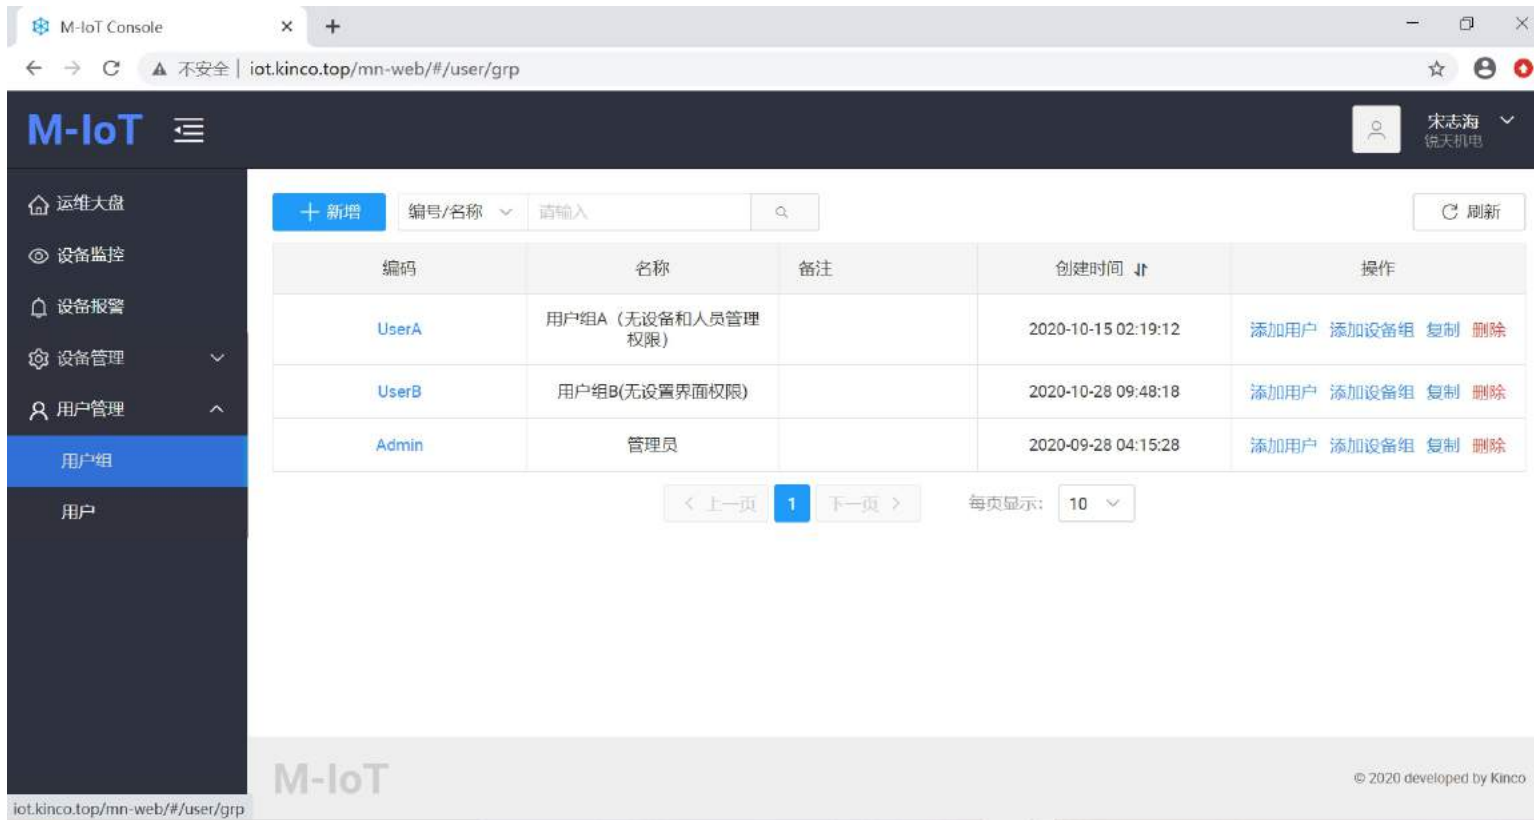 M-IoT Console
不安全 | iot.kinco.top/mn-web/#/user/grp
M-IoT
宋志海
锐天机电
运维大盘
设备监控
设备报警
设备管理
用户管理
用户组
用户
新增 编号/名称 请输入 刷新
编码 名称 备注 创建时间 操作
UserA 用户组A（无设备和人员管理
权限） 2020-10-15 02:19:12 添加用户 添加设备组 复制 删除
UserB 用户组B(无设置界面权限) 2020-10-28 09:48:18 添加用户 添加设备组 复制 删除
Admin 管理员 2020-09-28 04:15:28 添加用户 添加设备组 复制 删除
< 上一页 1 下一页 > 每页显示: 10
M-IoT
© 2020 developed by Kinco
iot.kinco.top/mn-web/#/user/grp